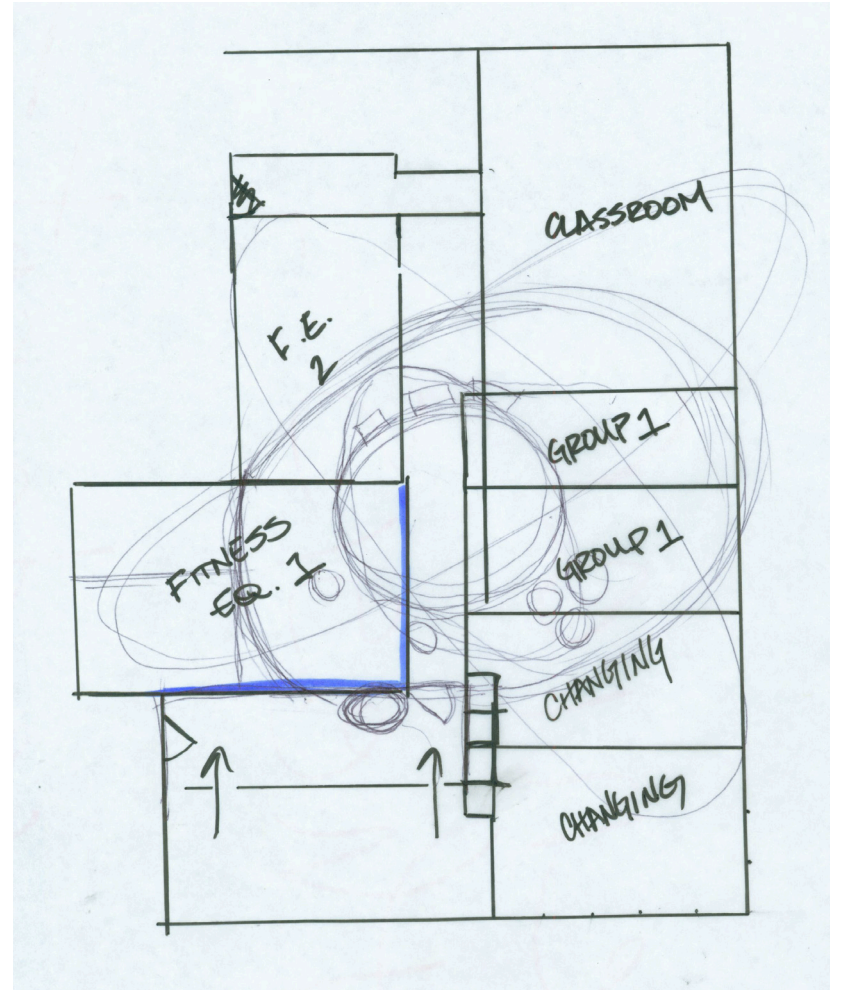 CLASSROOM
F.E.
2
GROUP 1
GROUP 1
FITNESS
EQ. 1
CHANGING
CHANGING